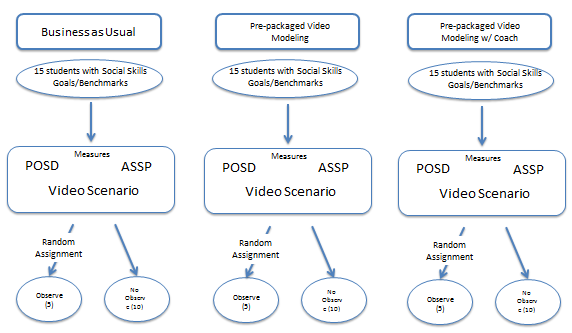 Business as Usual
15 students with Social Skills
Goals/Benchmarks
Measures
POSD
ASSP
Video Scenario
Random
Assignment
Observe
(5)
No
Observ
e (10)
Pre-packaged Video
Modeling
15 students with Social Skills
Goals/Benchmarks
Measures
POSD
ASSP
Video Scenario
Random
Assignment
Observe
(5)
No
Observ
e (10)
Pre-packaged Video
Modeling w/ Coach
15 students with Social Skills
Goals/Benchmarks
Measures
POSD
ASSP
Video Scenario
Random
Assignment
Observe
(5)
No
Observ
e (10)